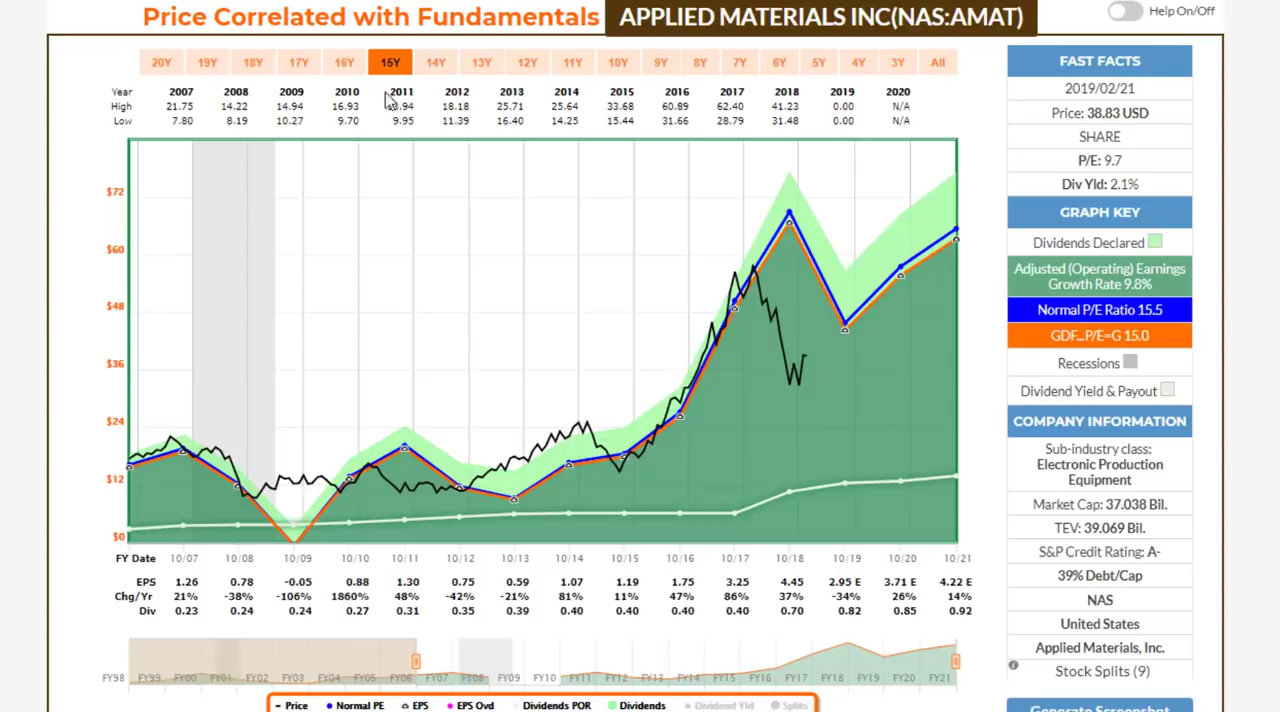 Price Correlated with Fundamentals APPLIED MATERIALS INC(NAS:AMAT)
Help On/Off
20Y 19Y 18Y 17Y 16Y 15Y 14Y 13Y 12Y 11Y 10Y 9Y 8Y 7Y 6Y 5Y 4Y 3Y All
Year 2007 2008 2009 2010 2011 2012 2013 2014 2015 2016 2017 2018 2019 2020
High 21.75 14.22 14.94 16.93 18.18 25.71 25.64 33.68 60.89 62.40 41.23 0.00 N/A
Low 7.80 8.19 10.27 9.70 9.95 11.39 16.40 14.25 15.44 31.66 28.79 31.48 0.00 N/A
$72
$60
$48
$36
$24
$12
$0
FY Date 10/07 10/08 10/09 10/10 10/11 10/12 10/13 10/14 10/15 10/16 10/17 10/18 10/19 10/20 10/21
EPS 1.26 0.78 -0.05 0.88 1.30 0.75 0.59 1.07 1.19 1.75 3.25 4.45 2.95 E 3.71 E 4.22 E
Chg/Yr 21% -38% -106% 1860% 48% -42% -21% 81% 11% 47% 86% 37% -34% 26% 14%
Div 0.23 0.24 0.24 0.27 0.31 0.35 0.39 0.40 0.40 0.40 0.40 0.70 0.82 0.85 0.92
FY98 FY99 FY00 FY01 FY02 FY03 FY04 FY05 FY06 FY07 FY08 FY09 FY10 FY11 FY12 FY13 FY14 FY15 FY16 FY17 FY18 FY19 FY20 FY21
Price Normal PE EPS EPS Ovd Dividends POR Dividends Dividend Yld Splits
FAST FACTS
2019/02/21
Price: 38.83 USD
SHARE
P/E: 9.7
Div Yld: 2.1%
GRAPH KEY
Dividends Declared
Adjusted (Operating) Earnings
Growth Rate 9.8%
Normal P/E Ratio 15.5
GDF...P/E=G 15.0
Recessions
Dividend Yield & Payout
COMPANY INFORMATION
Sub-industry class:
Electronic Production
Equipment
Market Cap: 37.038 Bil.
TEV: 39.069 Bil.
S&P Credit Rating: A-
39% Debt/Cap
NAS
United States
Applied Materials, Inc.
Stock Splits (9)
Generate Screenshot